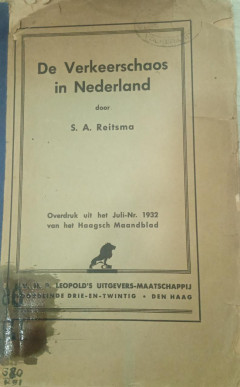 De Verkeerschaos
in Nederland
door
S. A. Reitsma
Overdruk uit het Juli-Nr. 1932
van het Haagsch Maandblad
LEOPOLD'S UITGEVERS-MAATSCHAPPIJ
DRIE-EN-TWINTIG • DEN HAAG
680